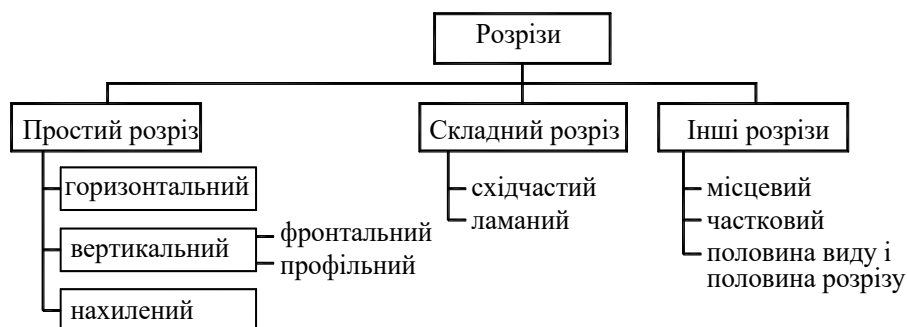 Розрізи
Простий розріз
Складний розріз
Інші розрізи
горизонтальний
вертикальний
фронтальний
профільний
нахилений
східчастий
ламаний
місцевий
частковий
половина виду і
половина розрізу